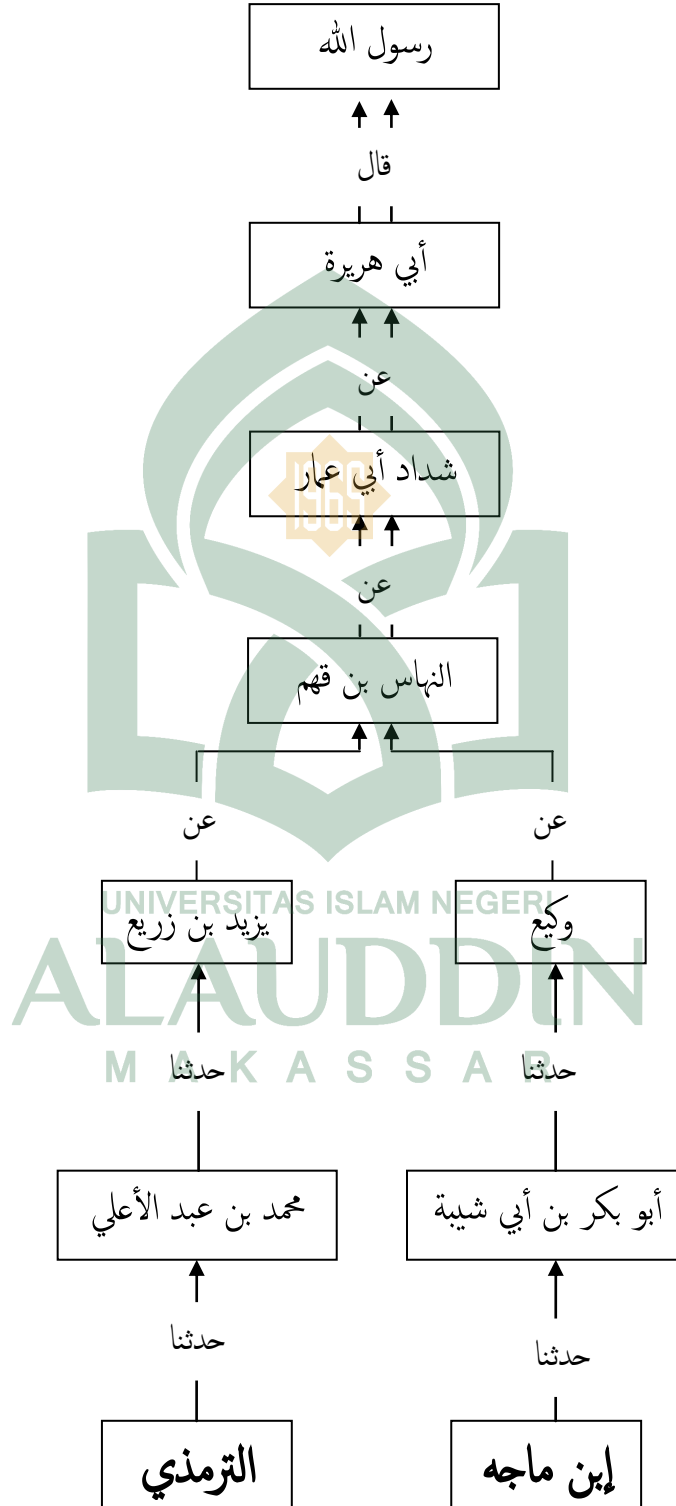 رسول الله
قال
أبي هريرة
عن
شداد أبي عمار
1965
عن
النهاس بن قهم
عن
عن
يزيد بن زريع
وكيع
UNIVERSITAS ISLAM NEGERI
ALAUDDIN
MAKASSAR
حدثنا
حدثنا
محمد بن عبد الأعلي
أبو بكر بن أبي شيبة
حدثنا
حدثنا
الترمذي
إبن ماجه